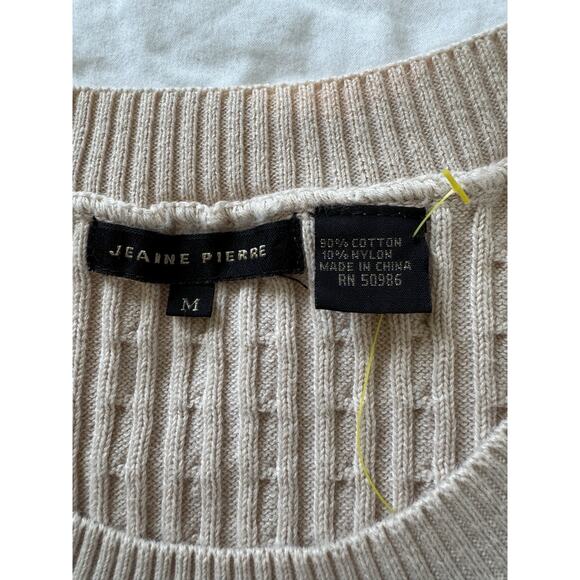 JEAINE PIERRE
M
90% COTTON
10% NYLON
MADE IN CHINA
RN 50986